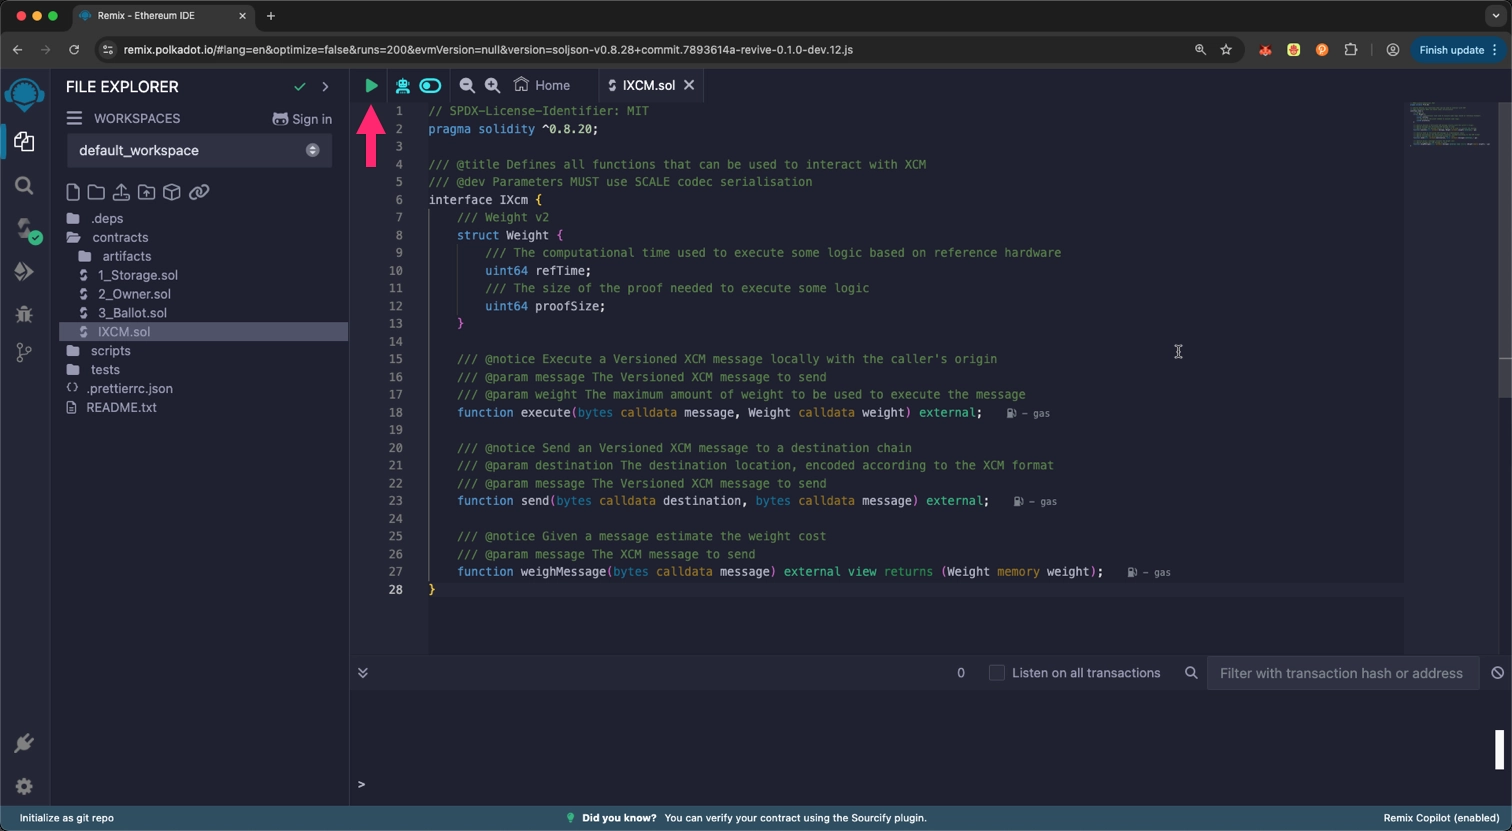 Remix - Ethereum IDE
remix.polkadot.io/#lang=en&optimize=false&runs=200&evmVersion=null&version=soljson-v0.8.28+commit.7893614a-revive-0.1.0-dev.12.js
Finish update
FILE EXPLORER
WORKSPACES
Sign in
default_workspace
.deps
contracts
artifacts
1_Storage.sol
2_Owner.sol
3_Ballot.sol
IXCM.sol
scripts
tests
.prettierrc.json
README.txt
Home
IXCM.sol
1 // SPDX-License-Identifier: MIT
2 pragma solidity ^0.8.20;
3
4 /// @title Defines all functions that can be used to interact with XCM
5 /// @dev Parameters MUST use SCALE codec serialisation
6 interface IXcm {
7 /// Weight v2
8 struct Weight {
9 /// The computational time used to execute some logic based on reference hardware
10 uint64 refTime;
11 /// The size of the proof needed to execute some logic
12 uint64 proofSize;
13 }
14
15 /// @notice Execute a Versioned XCM message locally with the caller's origin
16 /// @param message The Versioned XCM message to send
17 /// @param weight The maximum amount of weight to be used to execute the message
18 function execute(bytes calldata message, Weight calldata weight) external; - gas
19
20 /// @notice Send an Versioned XCM message to a destination chain
21 /// @param destination The destination location, encoded according to the XCM format
22 /// @param message The Versioned XCM message to send
23 function send(bytes calldata destination, bytes calldata message) external; - gas
24
25 /// @notice Given a message estimate the weight cost
26 /// @param message The XCM message to send
27 function weighMessage(bytes calldata message) external view returns (Weight memory weight); - gas
28 }
0
Listen on all transactions
Filter with transaction hash or address
>
Initialize as git repo
Did you know? You can verify your contract using the Sourcify plugin.
Remix Copilot (enabled)